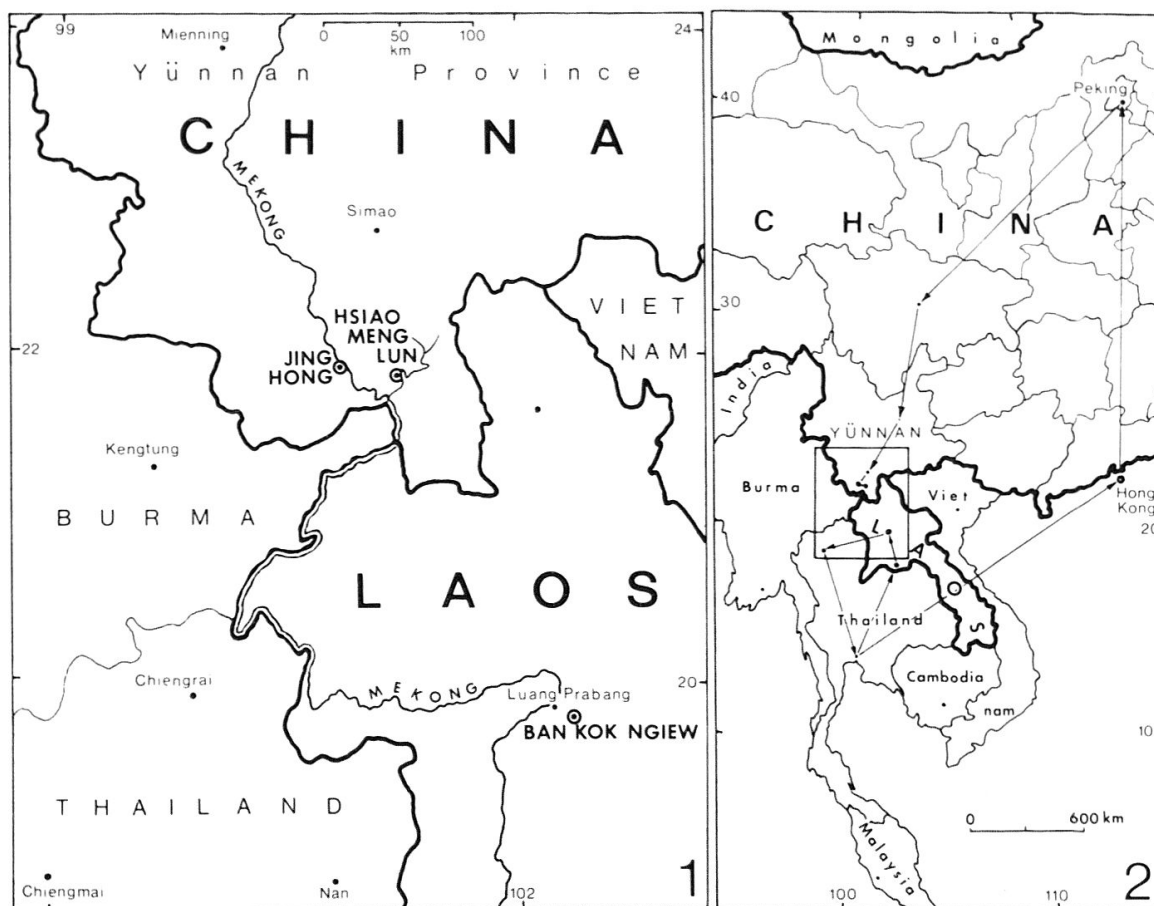 99
Mienning
0 50 100
km
24
Yünnan Province
CHINA
MEKONG
Simao
VIET
NAM
HSIAO
MENG
LUN
22
JING
HONG
Kengtung
BURMA
LAOS
Chiengrai
MEKONG
Luang Prabang
20
BAN KOK NGIEW
THAILAND
Chiengmai
Nan
102
1
Mongolia
40
Peking
CHINA
30
India
YÜNNAN
Burma
Viet
Hong
Kong
20
L
A
Thailand
S
Cambodia
nam
10
0 600 km
Malaysia
100
110
2